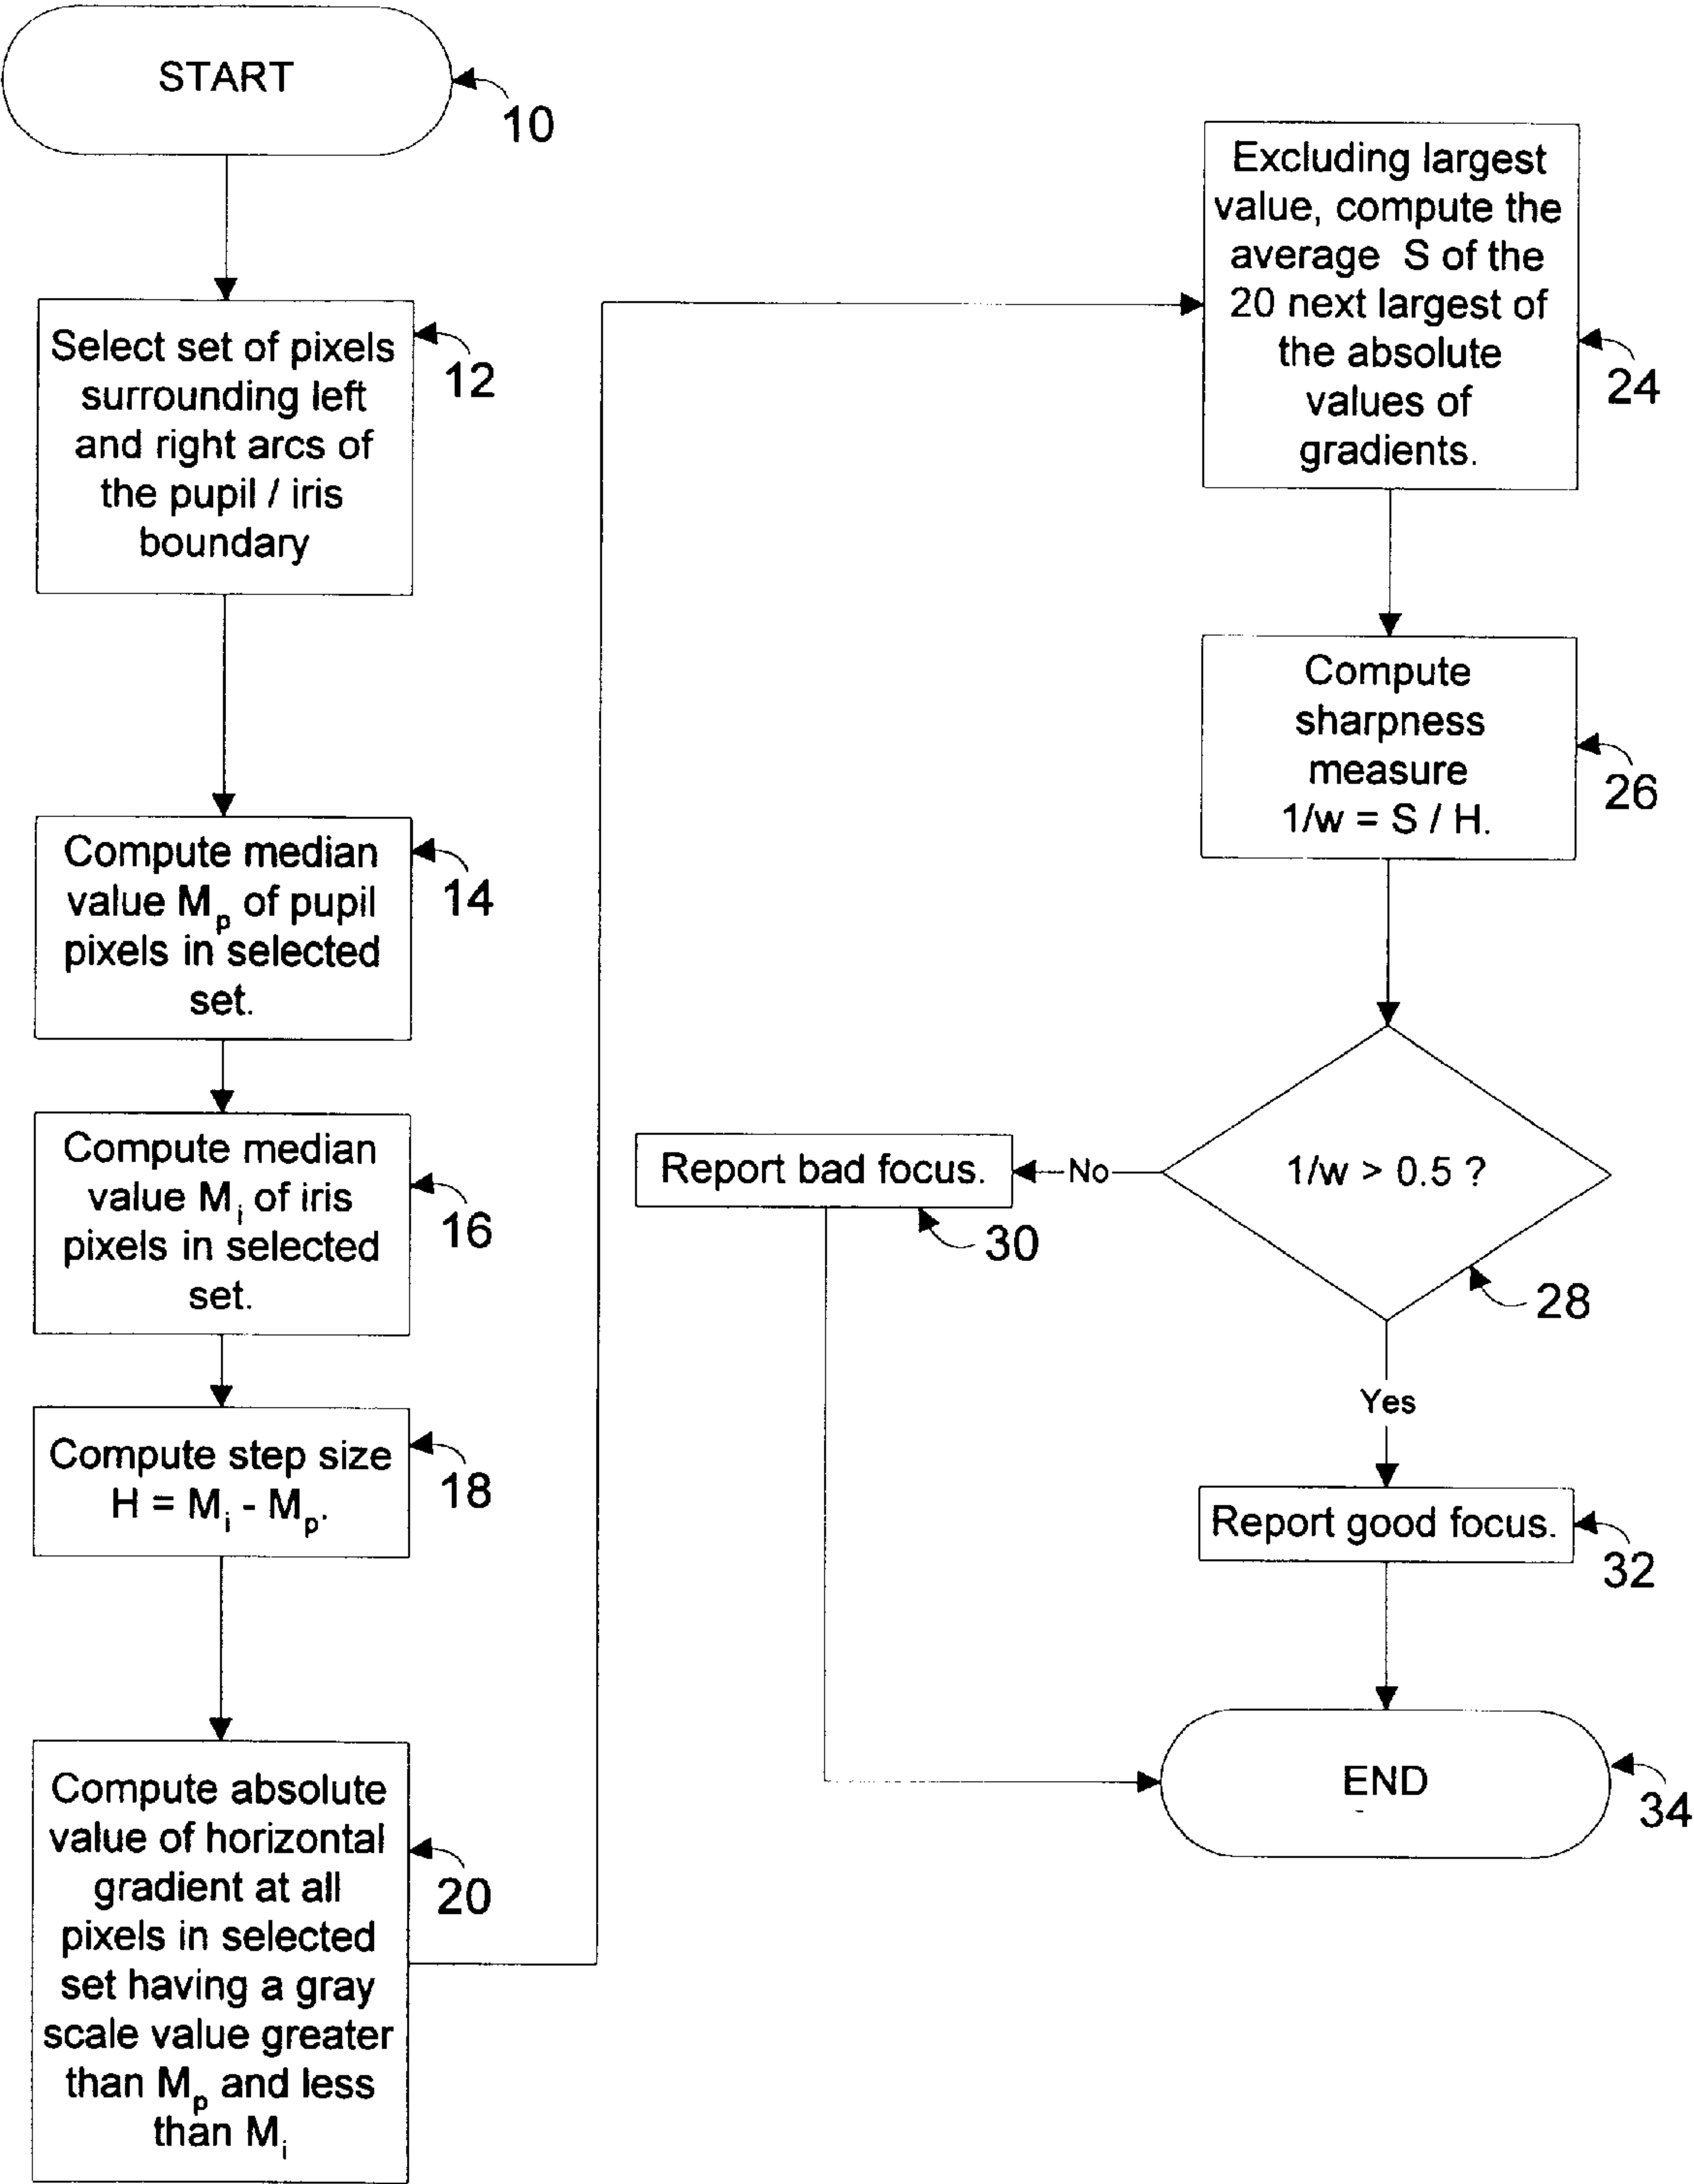 START
10
Select set of pixels
surrounding left
and right arcs of
the pupil / iris
boundary
12
Compute median
value Mp of pupil
pixels in selected
set.
14
Compute median
value Mi of iris
pixels in selected
set.
16
Compute step size
H = Mi - Mp.
18
Compute absolute
value of horizontal
gradient at all
pixels in selected
set having a gray
scale value greater
than Mp and less
than Mi
20
Excluding largest
value, compute the
average S of the
20 next largest of
the absolute
values of
gradients.
24
Compute
sharpness
measure
1/w = S / H.
26
1/w > 0.5 ?
28
No
Report bad focus.
30
Yes
Report good focus.
32
END
34